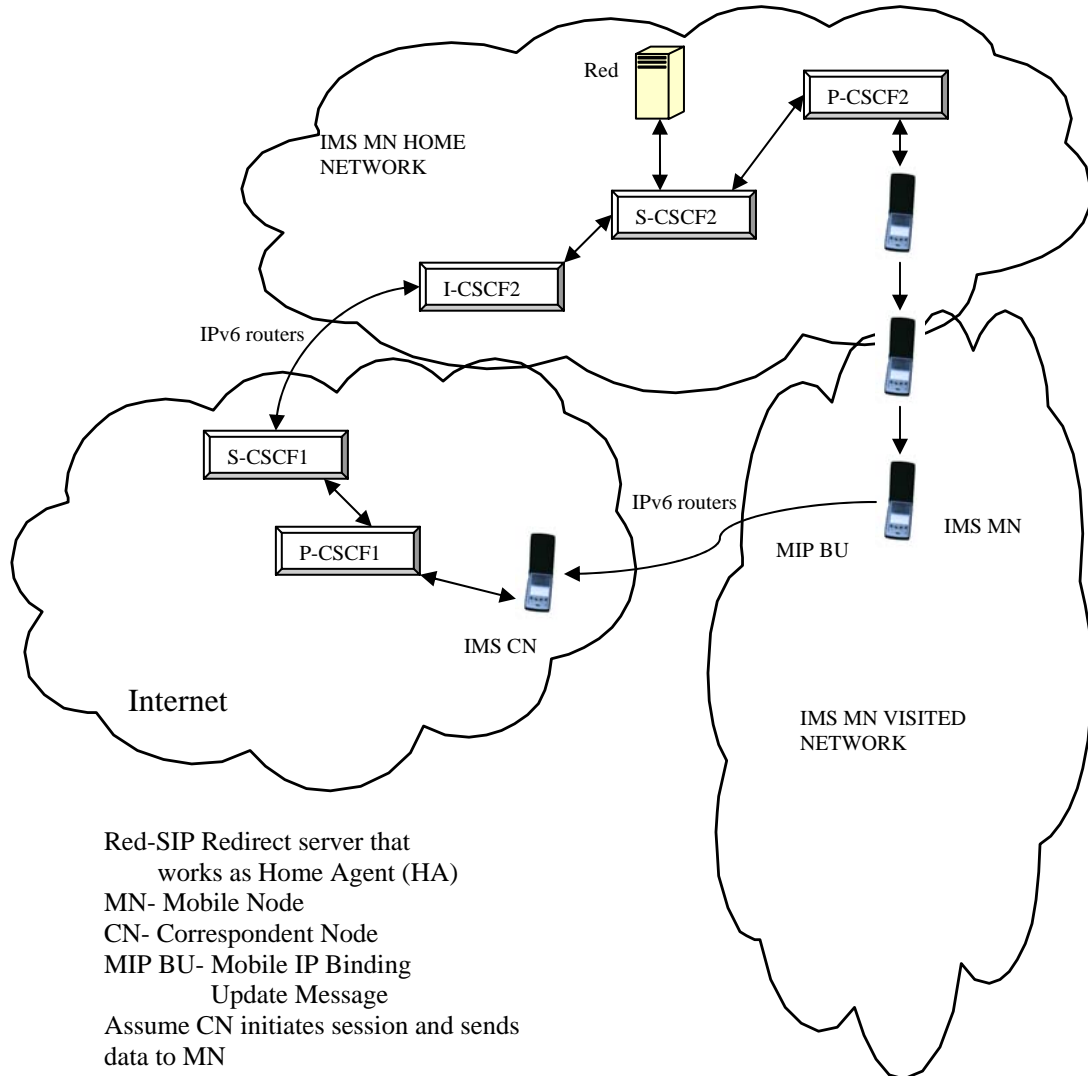 Red
P-CSCF2
IMS MN HOME
NETWORK
S-CSCF2
I-CSCF2
IPv6 routers
S-CSCF1
IPv6 routers
IMS MN
P-CSCF1
MIP BU
IMS CN
Internet
IMS MN VISITED
NETWORK
Red-SIP Redirect server that
works as Home Agent (HA)
MN- Mobile Node
CN- Correspondent Node
MIP BU- Mobile IP Binding
Update Message
Assume CN initiates session and sends
data to MN